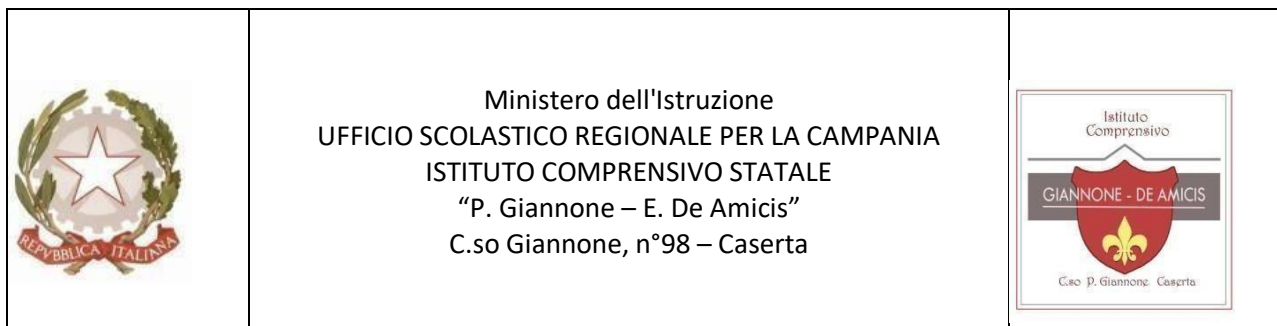 REPVBBLICA ITALIANA
Ministero dell'Istruzione
UFFICIO SCOLASTICO REGIONALE PER LA CAMPANIA
ISTITUTO COMPRENSIVO STATALE
“P. Giannone – E. De Amicis”
C.so Giannone, n°98 – Caserta
Istituto
Comprensivo
GIANNONE - DE AMICIS
C.so P. Giannone Caserta